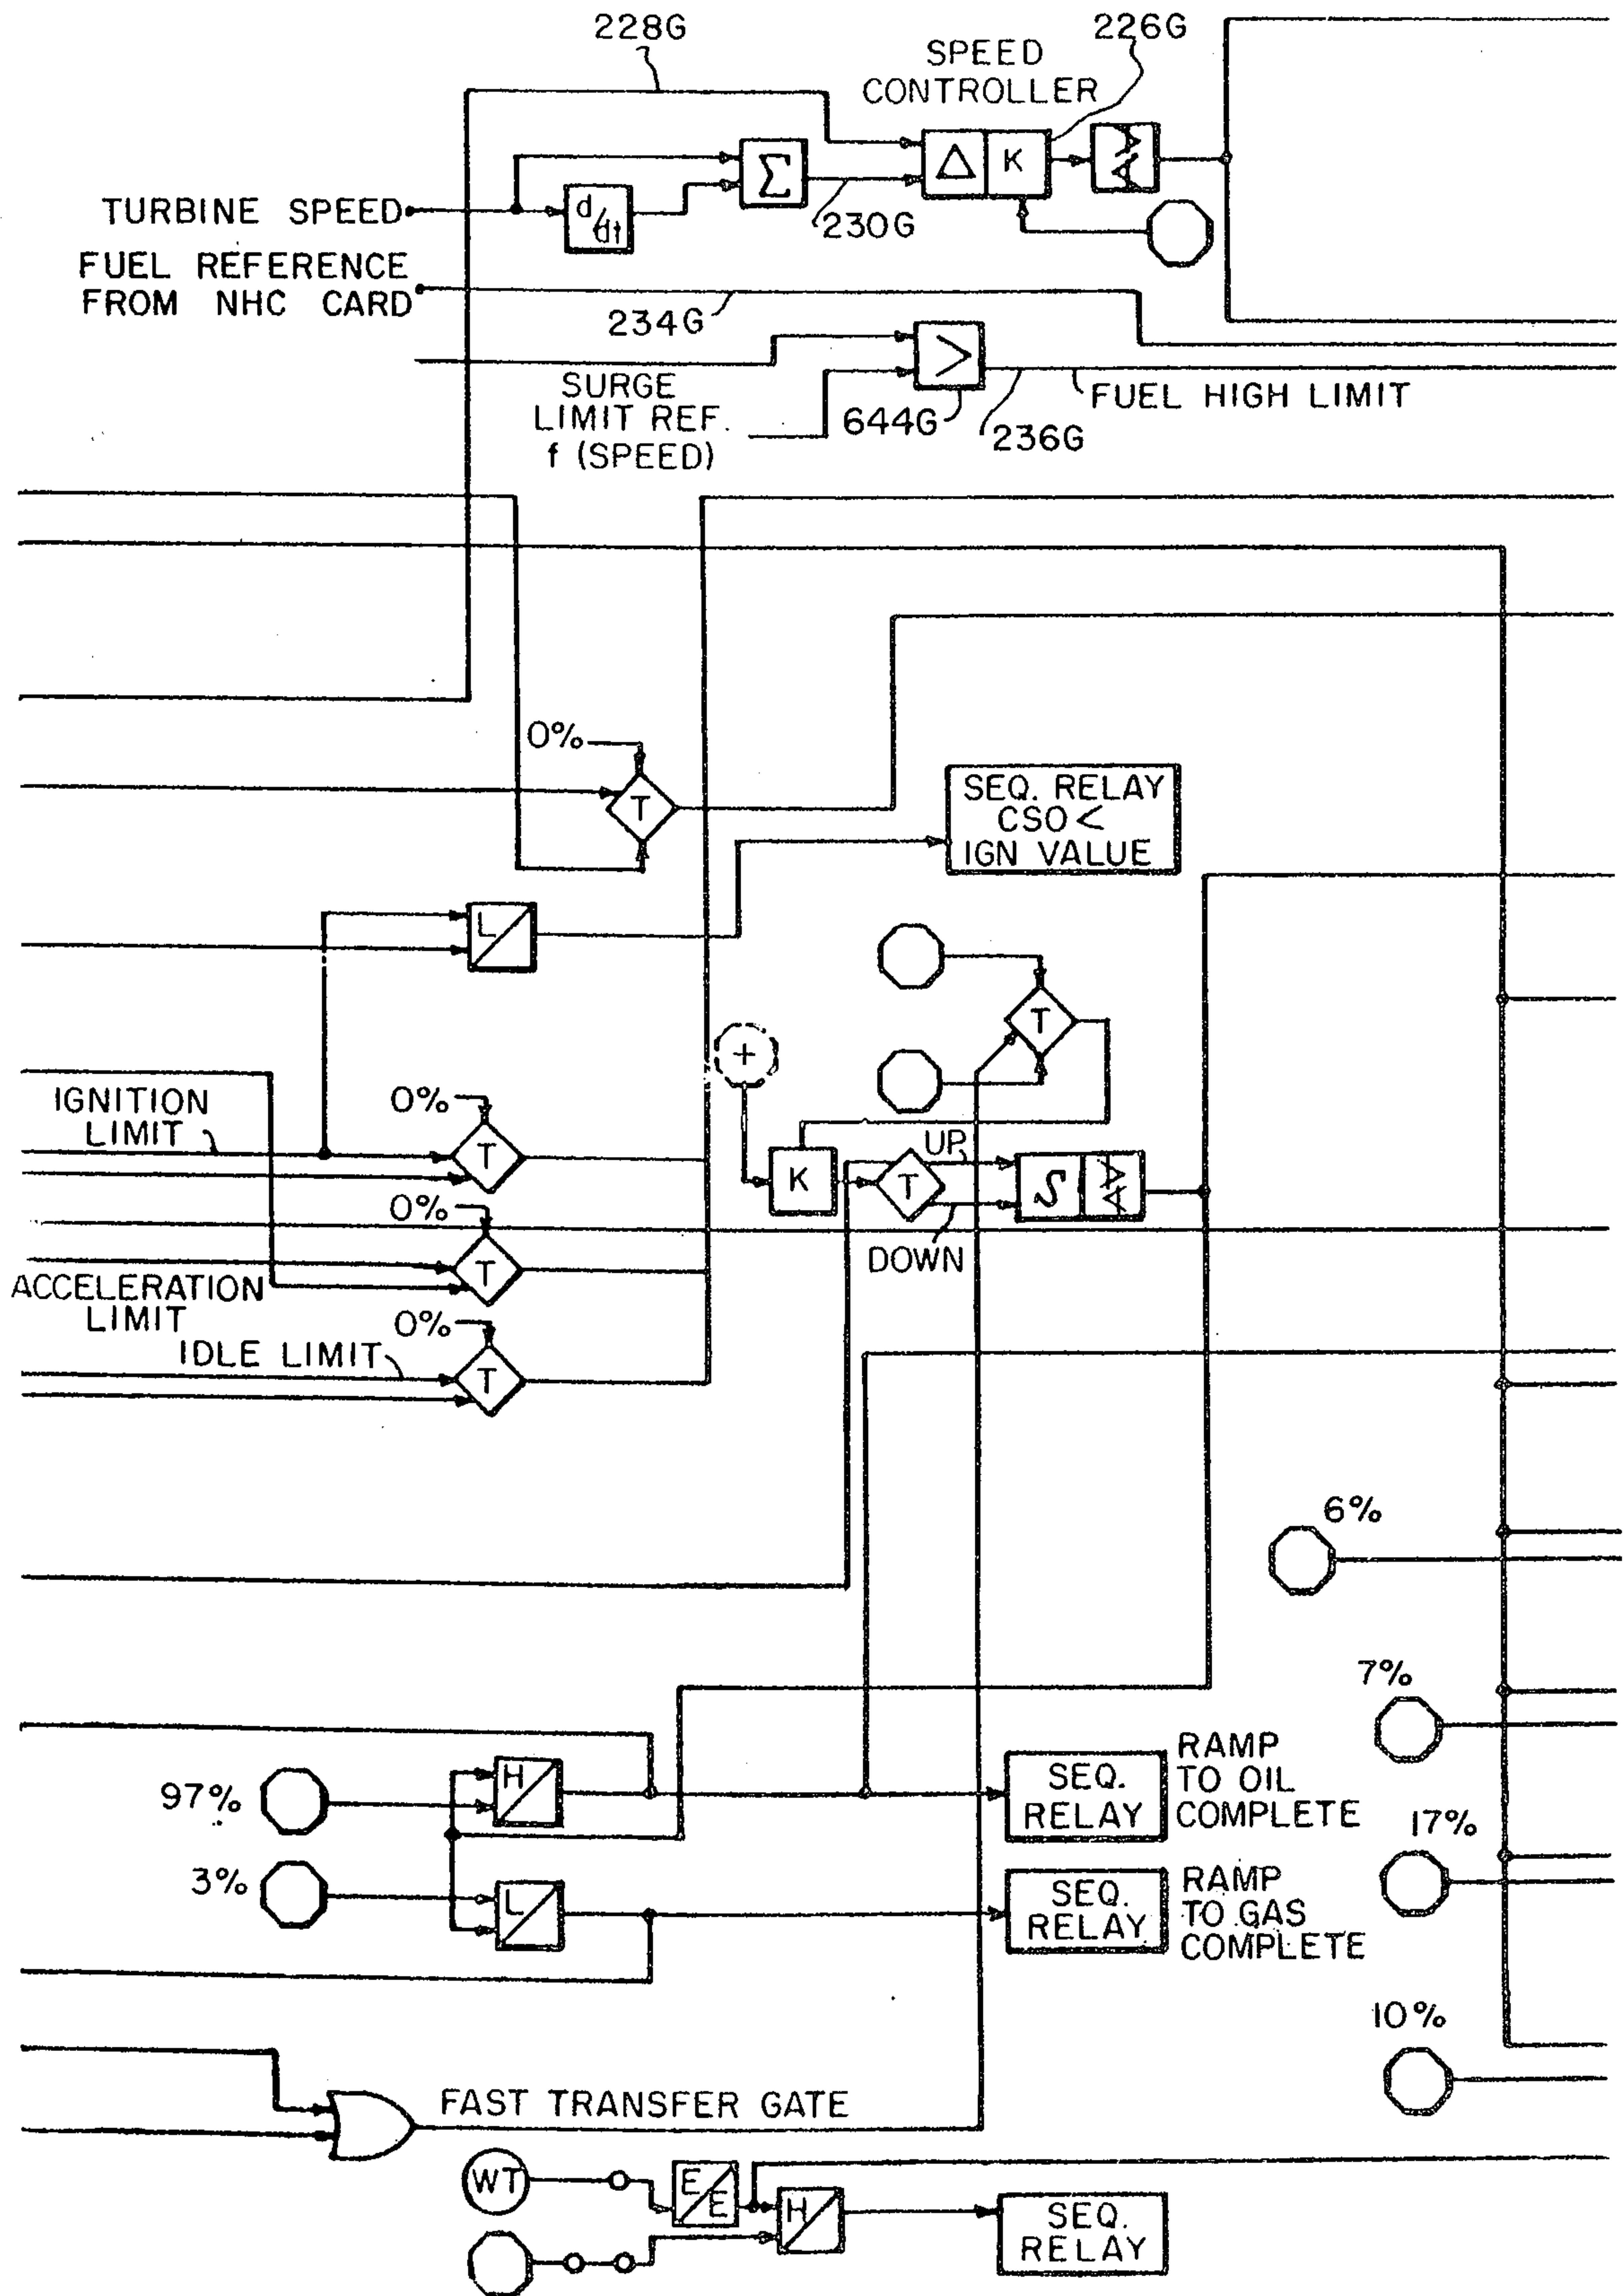 228G
226G
SPEED
CONTROLLER
Δ K
Σ
TURBINE SPEED
d/dt
230G
FUEL REFERENCE
FROM NHC CARD
234G
>
SURGE
LIMIT REF.
f (SPEED)
644G
236G
FUEL HIGH LIMIT
0%
T
SEQ. RELAY
CSO <
IGN VALUE
L
T
+
IGNITION
LIMIT
0%
T
K
T
UP
∫
DOWN
0%
T
ACCELERATION
LIMIT
0%
IDLE LIMIT
T
6%
7%
97%
H
SEQ.
RELAY
RAMP
TO OIL
COMPLETE
17%
3%
L
SEQ.
RELAY
RAMP
TO GAS
COMPLETE
10%
FAST TRANSFER GATE
WT
E/E
H
SEQ.
RELAY